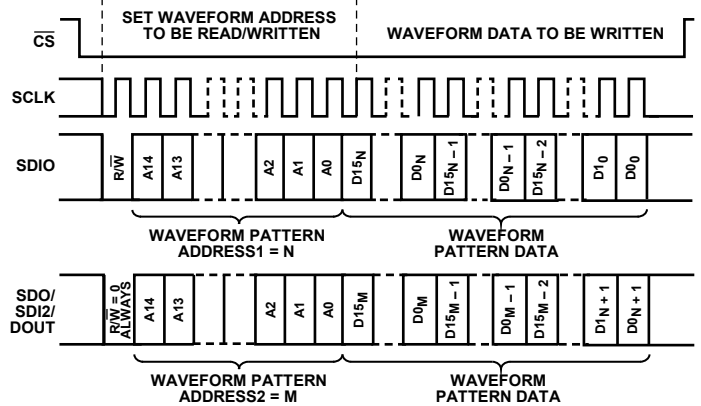 SET WAVEFORM ADDRESS
TO BE READ/WRITTEN
WAVEFORM DATA TO BE WRITTEN
CS
SCLK
SDIO
R/W A14 A13 A2 A1 A0 D15N D0N D15N – 1 D0N – 1 D15N – 2 D10 D00
WAVEFORM PATTERN
ADDRESS1 = N
WAVEFORM
PATTERN DATA
SDO/
SDI2/
DOUT
R/W = 0
ALWAYS
A14 A13 A2 A1 A0 D15M D0M D15M – 1 D0M – 1 D15M – 2 D1N + 1 D0N + 1
WAVEFORM PATTERN
ADDRESS2 = M
WAVEFORM
PATTERN DATA